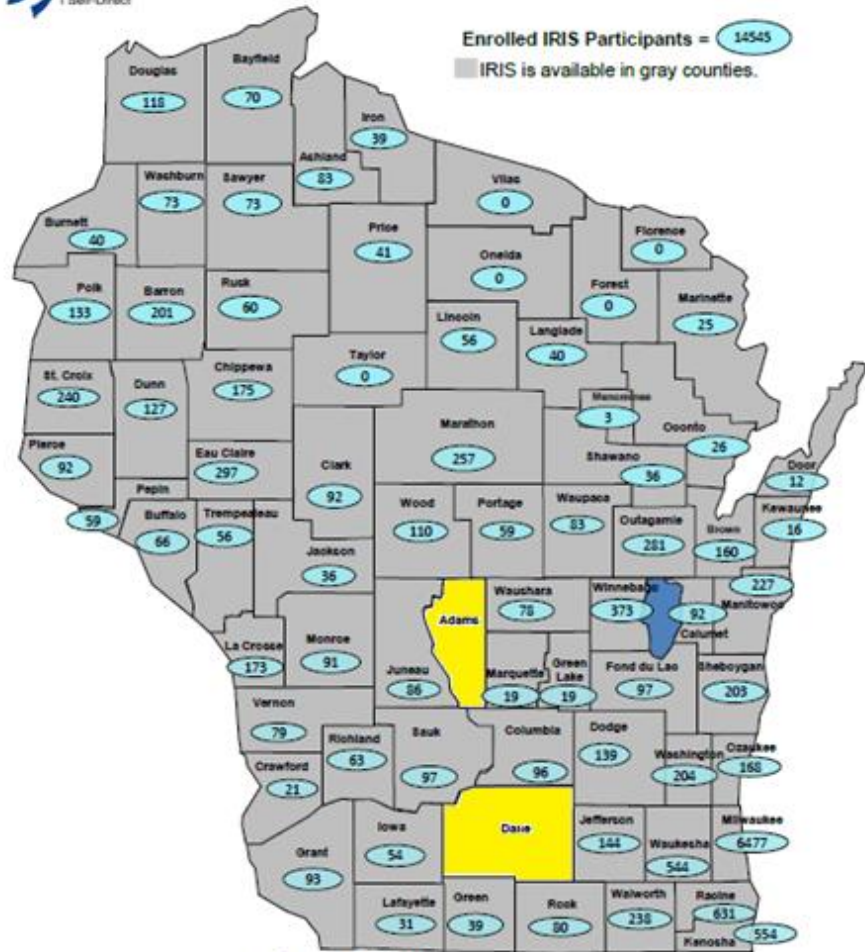 I Self-Direct
Enrolled IRIS Participants = 14545
IRIS is available in gray counties.
Douglas
118
Bayfield
70
Iron
39
Ashland
83
Washburn
73
Sawyer
73
Vilas
0
Burnett
40
Price
41
Oneida
0
Florence
0
Forest
0
Polk
133
Barron
201
Rusk
60
Marinette
25
Lincoln
56
Langlade
40
Taylor
0
St. Croix
240
Dunn
127
Chippewa
175
Menominee
3
Marathon
257
Oconto
26
Pierce
92
Eau Claire
297
Clark
92
Shawano
36
Door
12
Pepin
59
Buffalo
66
Trempealeau
56
Wood
110
Portage
59
Waupaca
83
Outagamie
281
Brown
160
Kewaunee
16
Jackson
36
Adams
Waushara
78
Winnebago
373
92
Calumet
227
Manitowoc
La Crosse
173
Monroe
91
Juneau
86
Marquette
19
Green
Lake
19
Fond du Lac
97
Sheboygan
203
Vernon
79
Richland
63
Sauk
97
Columbia
96
Dodge
139
Washington
204
Ozaukee
168
Crawford
21
Iowa
54
Dane
Jefferson
144
Waukesha
544
Milwaukee
6477
Grant
93
Lafayette
31
Green
39
Rock
80
Walworth
238
Racine
631
Kenosha
554